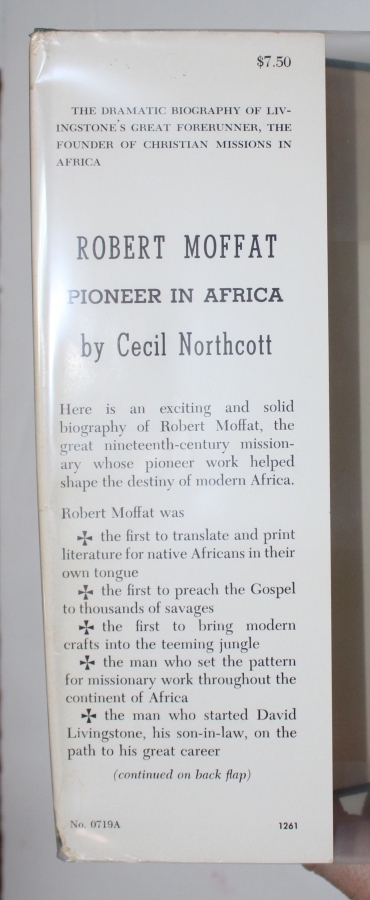 $7.50
THE DRAMATIC BIOGRAPHY OF LIV-
INGSTONE'S GREAT FORERUNNER, THE
FOUNDER OF CHRISTIAN MISSIONS IN
AFRICA
ROBERT MOFFAT
PIONEER IN AFRICA
by Cecil Northcott
Here is an exciting and solid
biography of Robert Moffat, the
great nineteenth-century mission-
ary whose pioneer work helped
shape the destiny of modern Africa.
Robert Moffat was
✠ the first to translate and print
literature for native Africans in their
own tongue
✠ the first to preach the Gospel
to thousands of savages
✠ the first to bring modern
crafts into the teeming jungle
✠ the man who set the pattern
for missionary work throughout the
continent of Africa
✠ the man who started David
Livingstone, his son-in-law, on the
path to his great career
(continued on back flap)
No. 0719A 1261